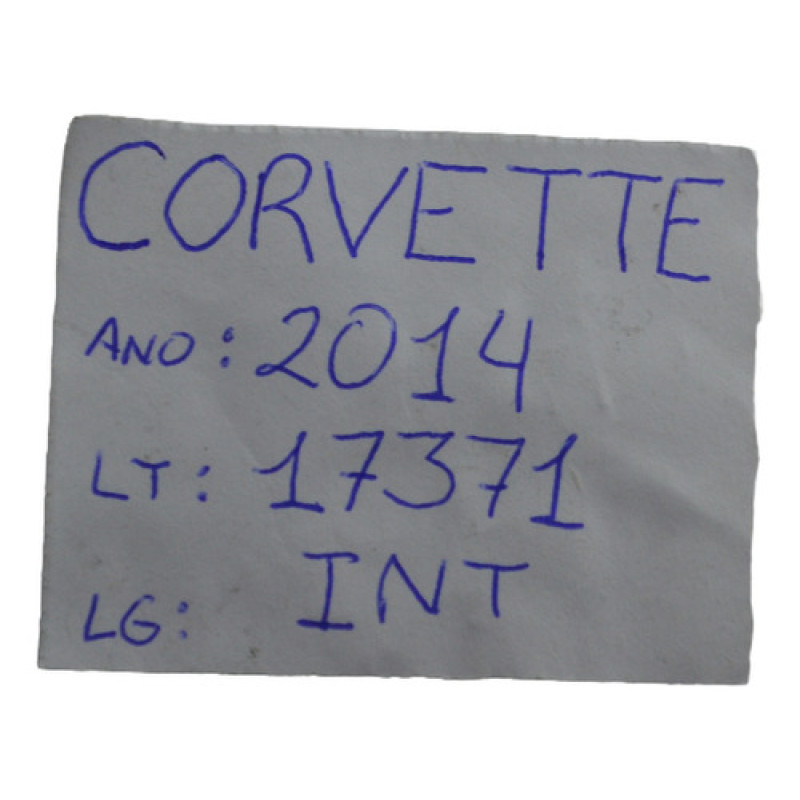 CORVETTE
ANO: 2014
LT: 17371
LG: INT